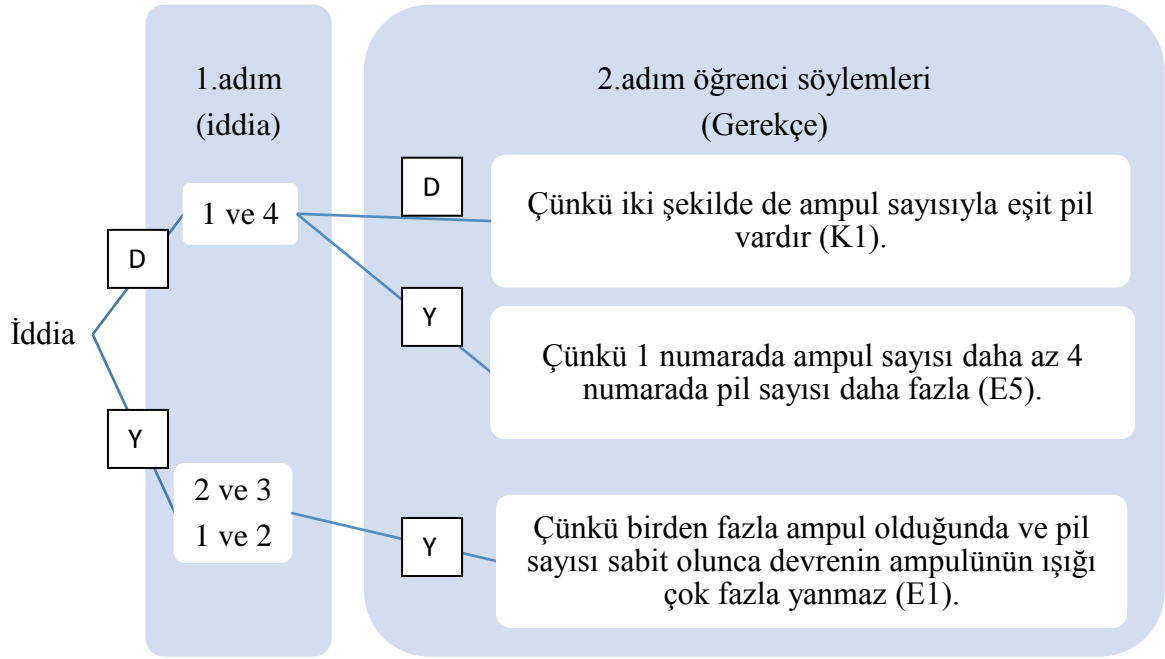 1.adım
(iddia)
2.adım öğrenci söylemleri
(Gerekçe)
İddia
D
1 ve 4
D
Çünkü iki şekilde de ampul sayısıyla eşit pil
vardır (K1).
Y
Çünkü 1 numarada ampul sayısı daha az 4
numarada pil sayısı daha fazla (E5).
Y
2 ve 3
1 ve 2
Y
Çünkü birden fazla ampul olduğunda ve pil
sayısı sabit olunca devrenin ampulünün ışığı
çok fazla yanmaz (E1).